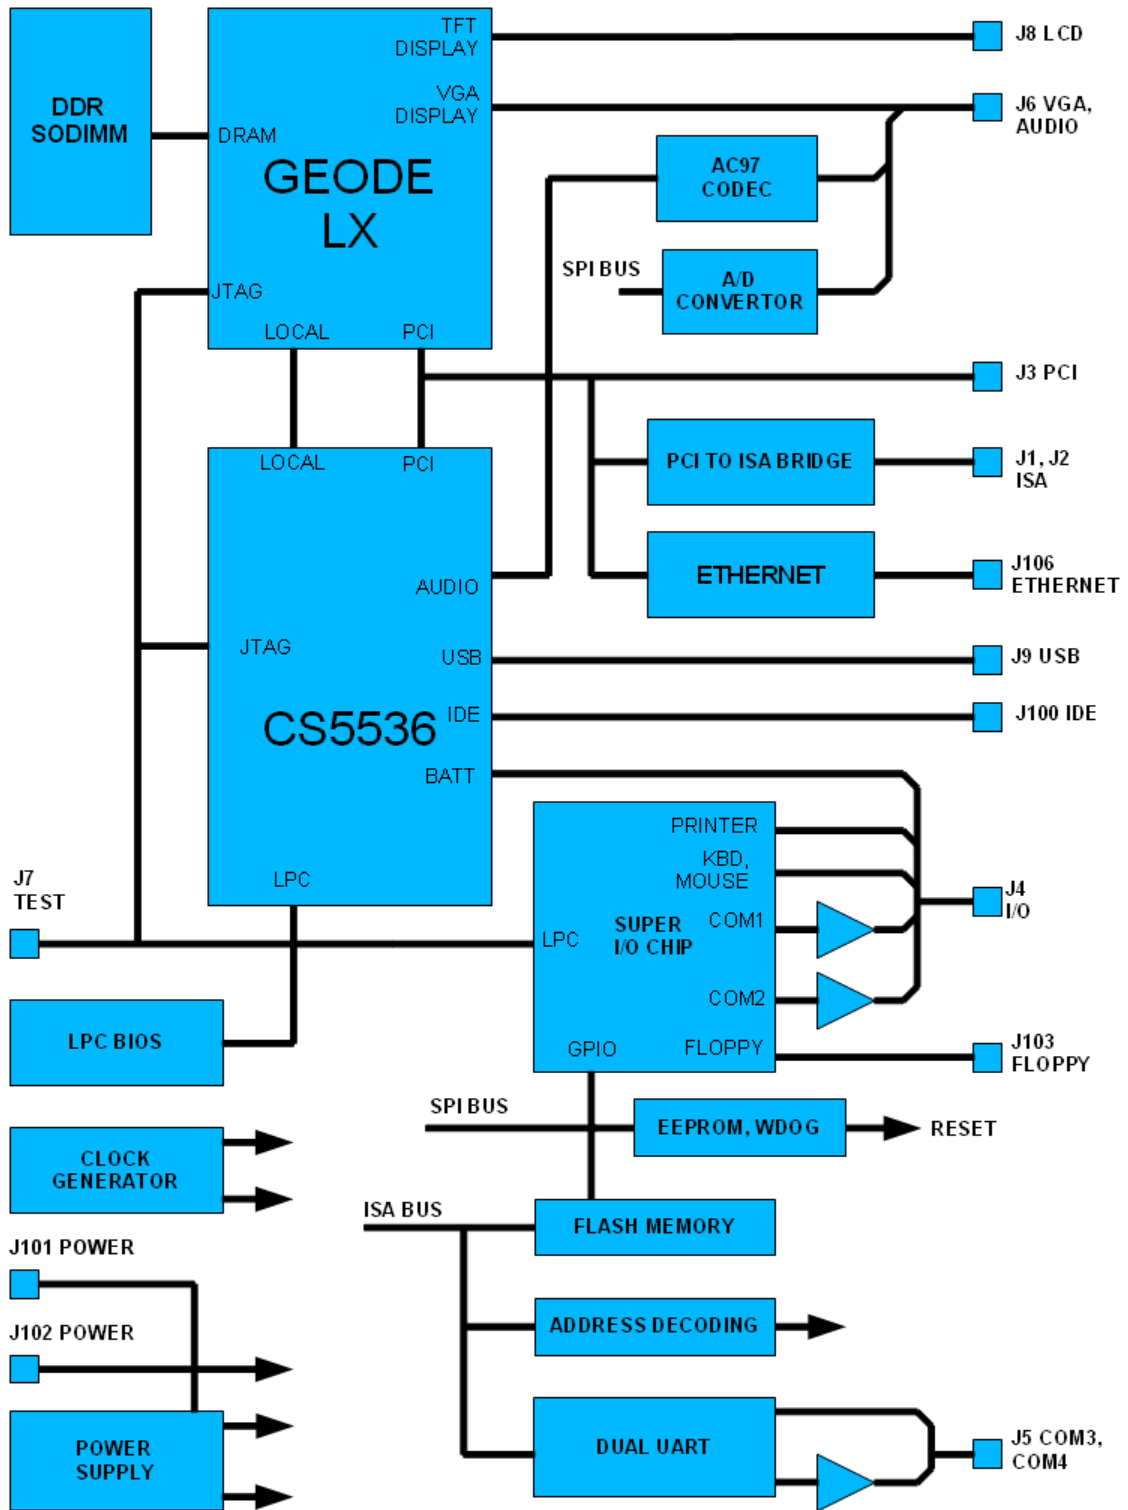 TFT
DISPLAY
J8 LCD
DDR
SODIMM
VGA
DISPLAY
J6 VGA,
AUDIO
DRAM
GEODE
LX
AC97
CODEC
SPI BUS
A/D
CONVERTOR
JTAG
LOCAL
PCI
J3 PCI
LOCAL
PCI
PCI TO ISA BRIDGE
J1, J2
ISA
AUDIO
ETHERNET
J106
ETHERNET
JTAG
USB
J9 USB
CS5536
IDE
J100 IDE
BATT
PRINTER
KBD,
MOUSE
J7
TEST
LPC
J4
I/O
LPC
SUPER
I/O CHIP
COM1
COM2
LPC BIOS
GPIO
FLOPPY
J103
FLOPPY
SPI BUS
EEPROM, WDOG
RESET
CLOCK
GENERATOR
ISA BUS
FLASH MEMORY
J101 POWER
ADDRESS DECODING
J102 POWER
POWER
SUPPLY
DUAL UART
J5 COM3,
COM4